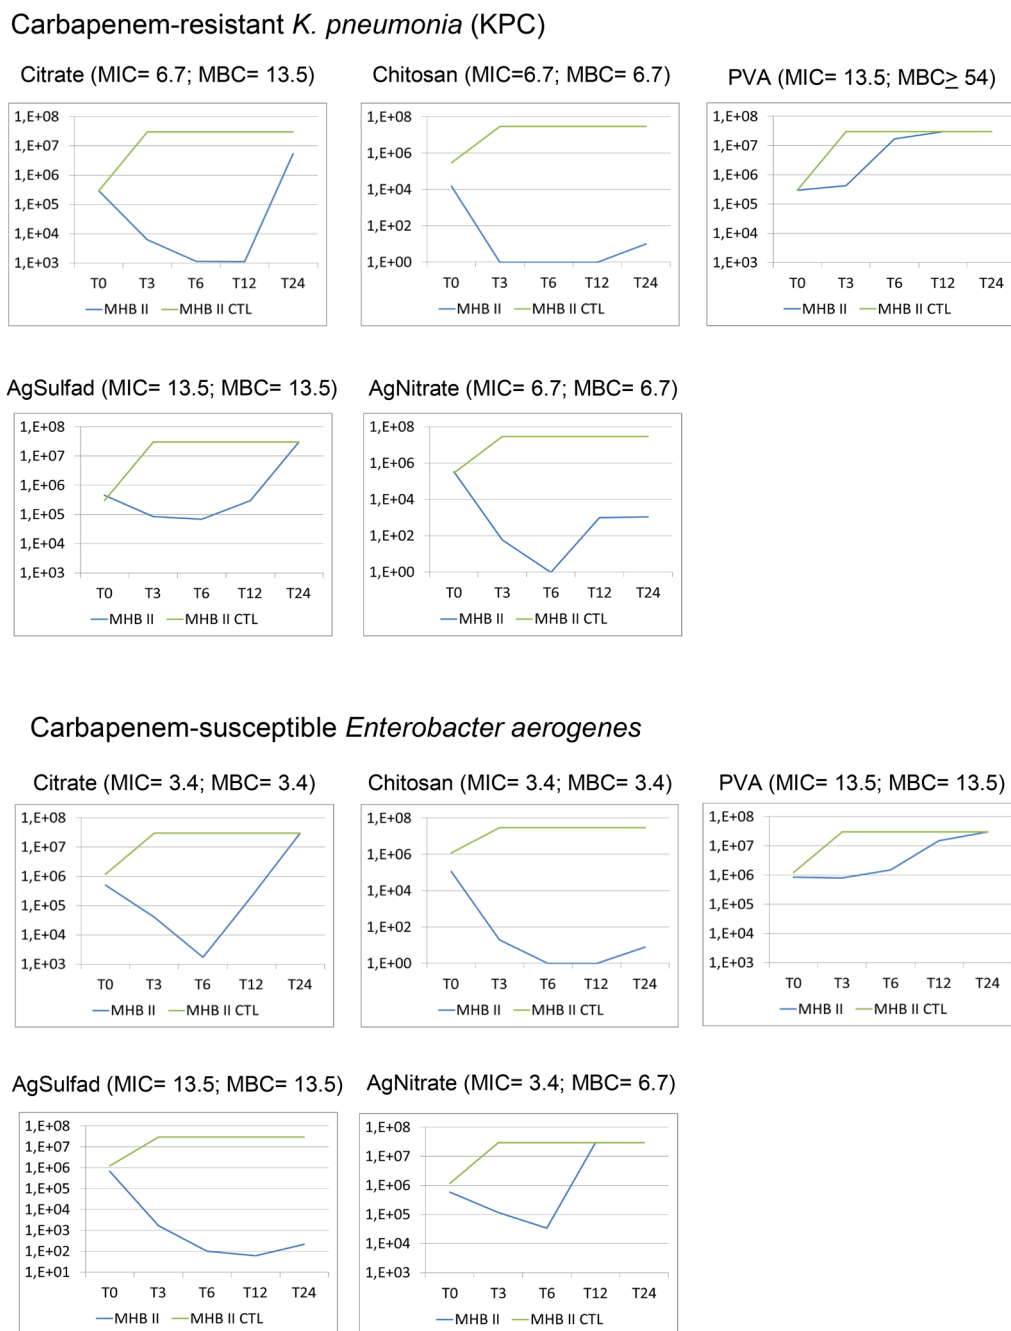 Carbapenem-resistant K. pneumonia (KPC)
Citrate (MIC= 6.7; MBC= 13.5)
1,E+08
1,E+07
1,E+06
1,E+05
1,E+04
1,E+03
T0 T3 T6 T12 T24
MHB II MHB II CTL
Chitosan (MIC=6.7; MBC= 6.7)
1,E+08
1,E+06
1,E+04
1,E+02
1,E+00
T0 T3 T6 T12 T24
MHB II MHB II CTL
PVA (MIC= 13.5; MBC≥ 54)
1,E+08
1,E+07
1,E+06
1,E+05
1,E+04
1,E+03
T0 T3 T6 T12 T24
MHB II MHB II CTL
AgSulfad (MIC= 13.5; MBC= 13.5)
1,E+08
1,E+07
1,E+06
1,E+05
1,E+04
1,E+03
T0 T3 T6 T12 T24
MHB II MHB II CTL
AgNitrate (MIC= 6.7; MBC= 6.7)
1,E+08
1,E+06
1,E+04
1,E+02
1,E+00
T0 T3 T6 T12 T24
MHB II MHB II CTL
Carbapenem-susceptible Enterobacter aerogenes
Citrate (MIC= 3.4; MBC= 3.4)
1,E+08
1,E+07
1,E+06
1,E+05
1,E+04
1,E+03
T0 T3 T6 T12 T24
MHB II MHB II CTL
Chitosan (MIC= 3.4; MBC= 3.4)
1,E+08
1,E+06
1,E+04
1,E+02
1,E+00
T0 T3 T6 T12 T24
MHB II MHB II CTL
PVA (MIC= 13.5; MBC= 13.5)
1,E+08
1,E+07
1,E+06
1,E+05
1,E+04
1,E+03
T0 T3 T6 T12 T24
MHB II MHB II CTL
AgSulfad (MIC= 13.5; MBC= 13.5)
1,E+08
1,E+07
1,E+06
1,E+05
1,E+04
1,E+03
1,E+02
1,E+01
T0 T3 T6 T12 T24
MHB II MHB II CTL
AgNitrate (MIC= 3.4; MBC= 6.7)
1,E+08
1,E+07
1,E+06
1,E+05
1,E+04
1,E+03
T0 T3 T6 T12 T24
MHB II MHB II CTL